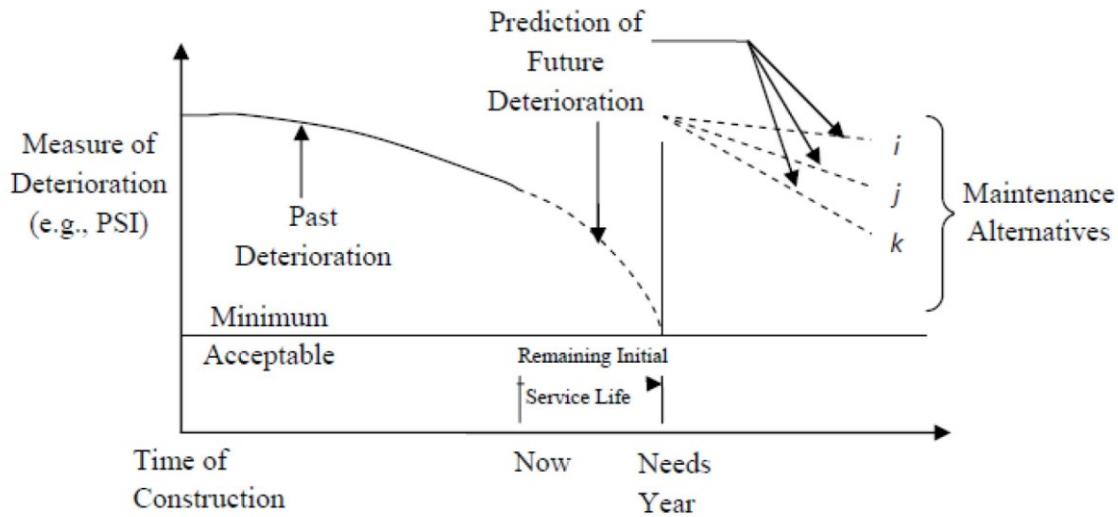 Prediction of
Future
Deterioration
Measure of
Deterioration
(e.g., PSI)
Past
Deterioration
i
j
k
Maintenance
Alternatives
Minimum
Acceptable
Remaining Initial
Service Life
Time of
Construction
Now
Needs
Year